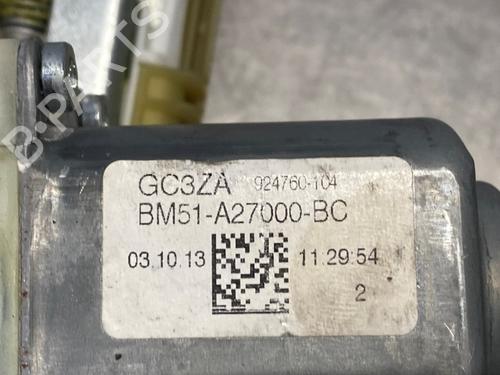 B-PARTS
GC3ZA 924760-104
BM51-A27000-BC
03.10.13 11:29:54
2